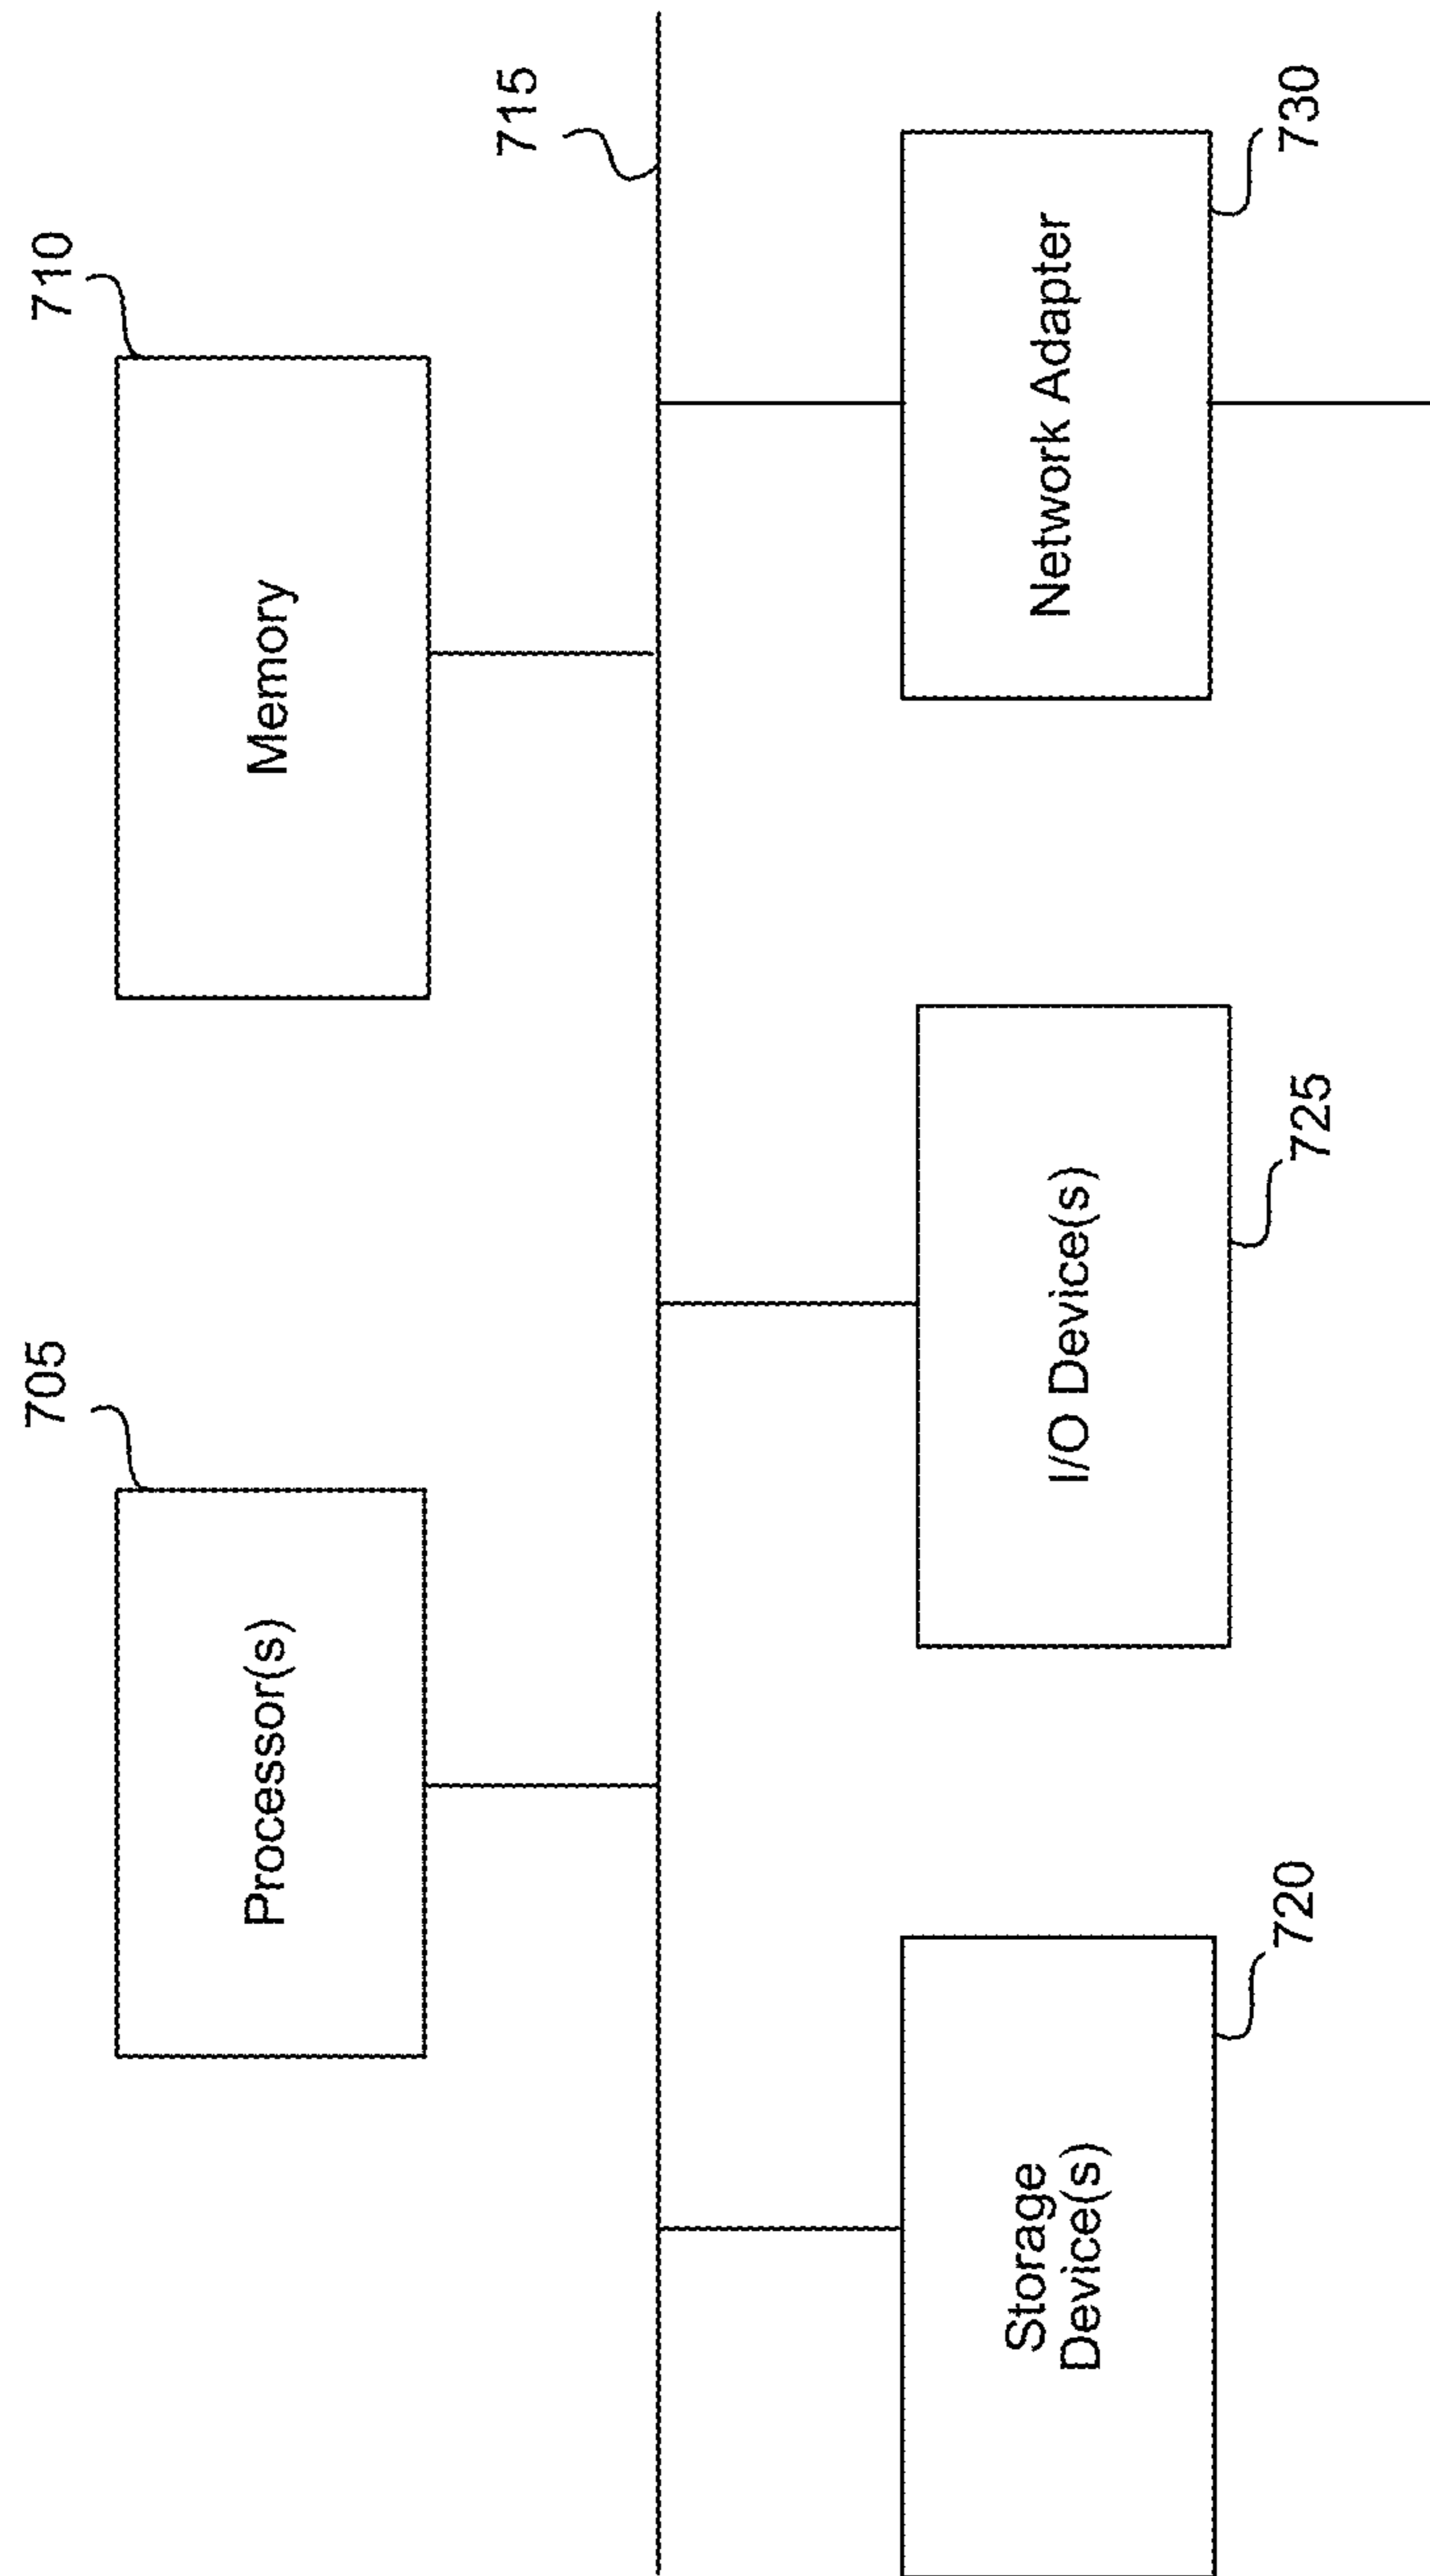 705
710
Processor(s)
Memory
715
Storage
Device(s)
I/O Device(s)
Network Adapter
720
725
730